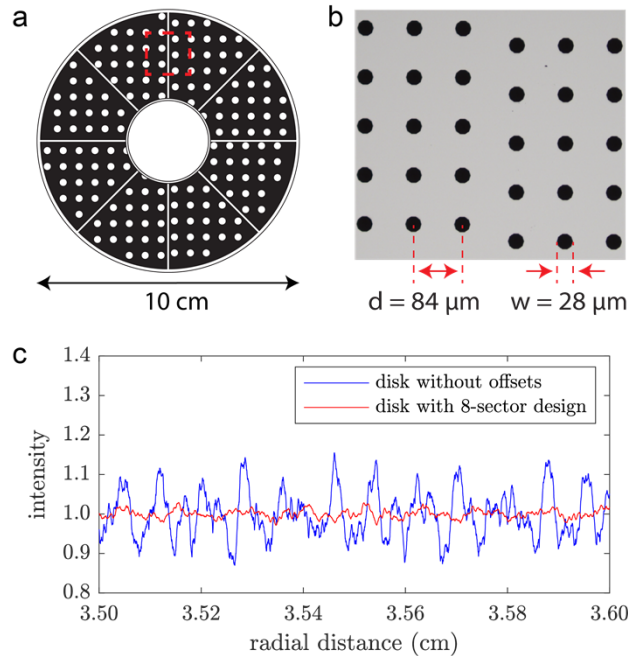 a
b
10 cm
d = 84 μm
w = 28 μm
c
disk without offsets
disk with 8-sector design
intensity
1.4
1.3
1.2
1.1
1.0
0.9
0.8
3.50
3.52
3.54
3.56
3.58
3.60
radial distance (cm)